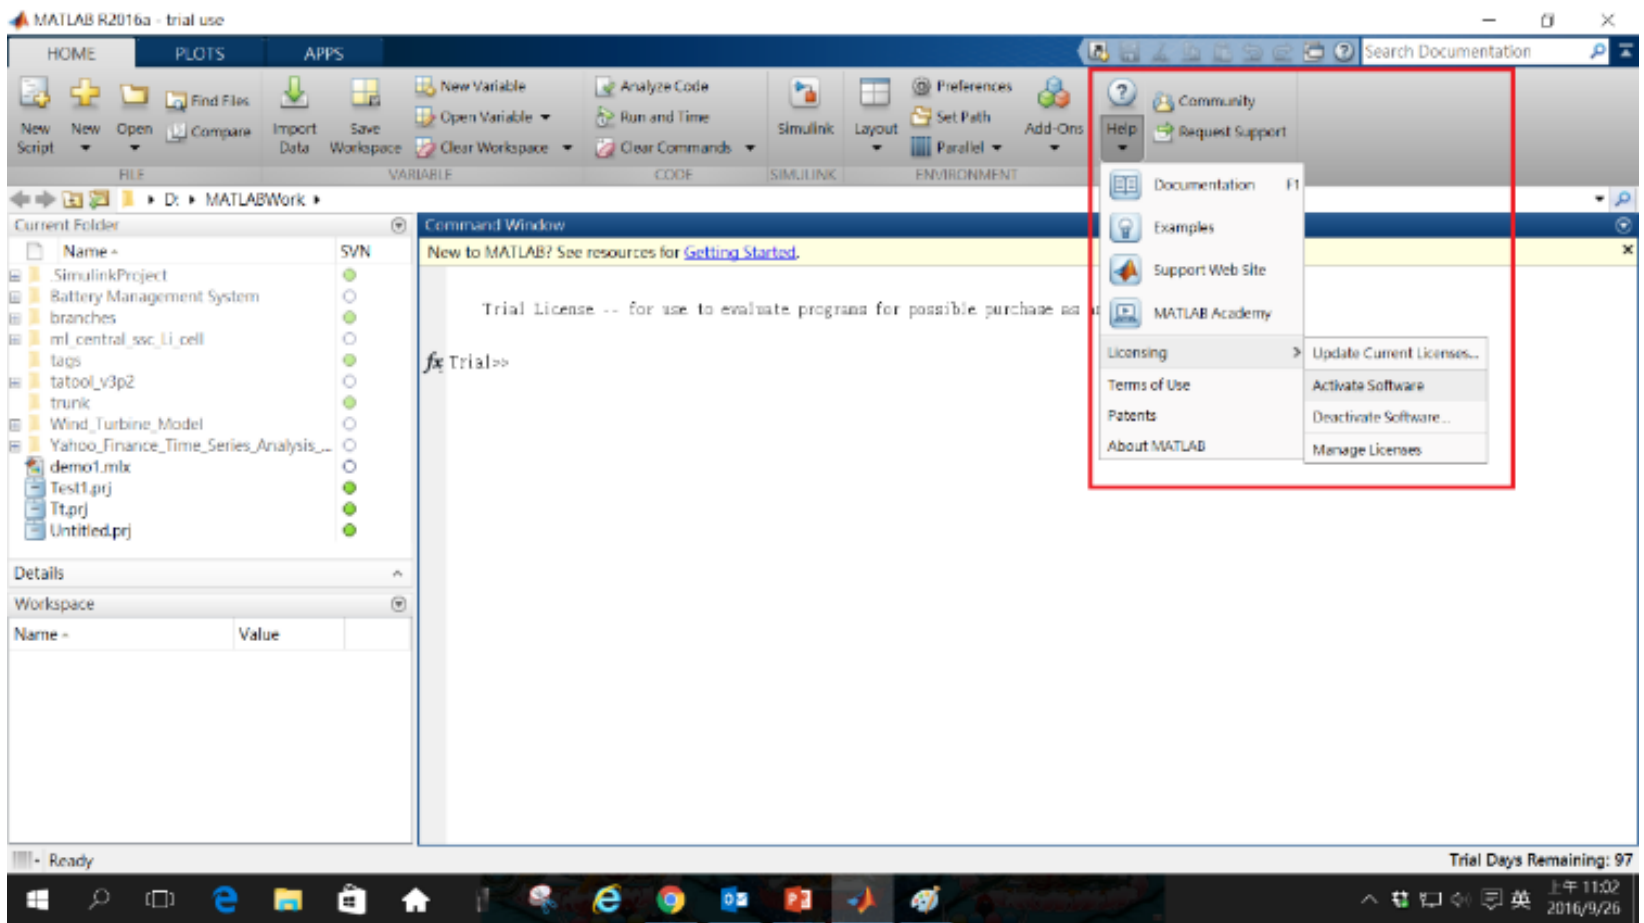 MATLAB R2016a - trial use
HOME PLOTS APPS
Search Documentation
New Script
New
Open
Find Files
Compare
Import Data
Save Workspace
New Variable
Open Variable
Clear Workspace
Analyze Code
Run and Time
Clear Commands
Simulink
Layout
Preferences
Set Path
Parallel
Add-Ons
Help
Community
Request Support
FILE VARIABLE CODE SIMULINK ENVIRONMENT
D: MATLABWork
Current Folder
Name SVN
.SimulinkProject
Battery Management System
branches
ml_central_ssc_Li_cell
tags
tatool_v3p2
trunk
Wind_Turbine_Model
Yahoo_Finance_Time_Series_Analysis_...
demo1.mlx
Test1.prj
Tt.prj
Untitled.prj
Details
Workspace
Name Value
Command Window
New to MATLAB? See resources for Getting Started.
Trial License -- for use to evaluate programs for possible purchase as
fx Trial>>
Documentation F1
Examples
Support Web Site
MATLAB Academy
Licensing
Terms of Use
Patents
About MATLAB
Update Current Licenses...
Activate Software
Deactivate Software...
Manage Licenses
Ready
Trial Days Remaining: 97
英
上午 11:02
2016/9/26